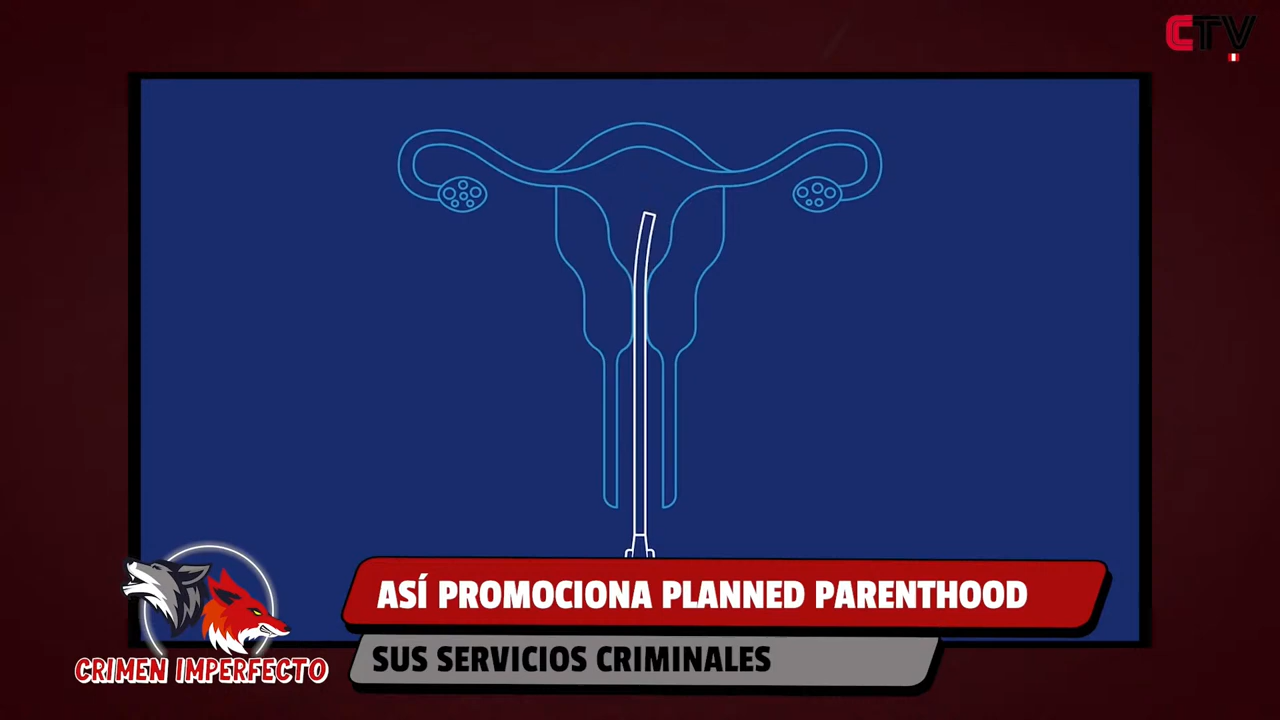 CTV
ASÍ PROMOCIONA PLANNED PARENTHOOD
SUS SERVICIOS CRIMINALES
CRIMEN IMPERFECTO